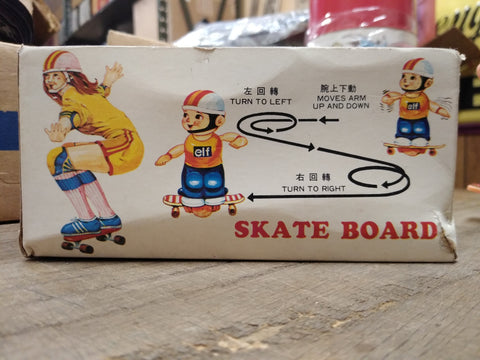 左回轉
TURN TO LEFT
腕上下動
MOVES ARM
UP AND DOWN
elf
elf
右回轉
TURN TO RIGHT
SKATE BOARD